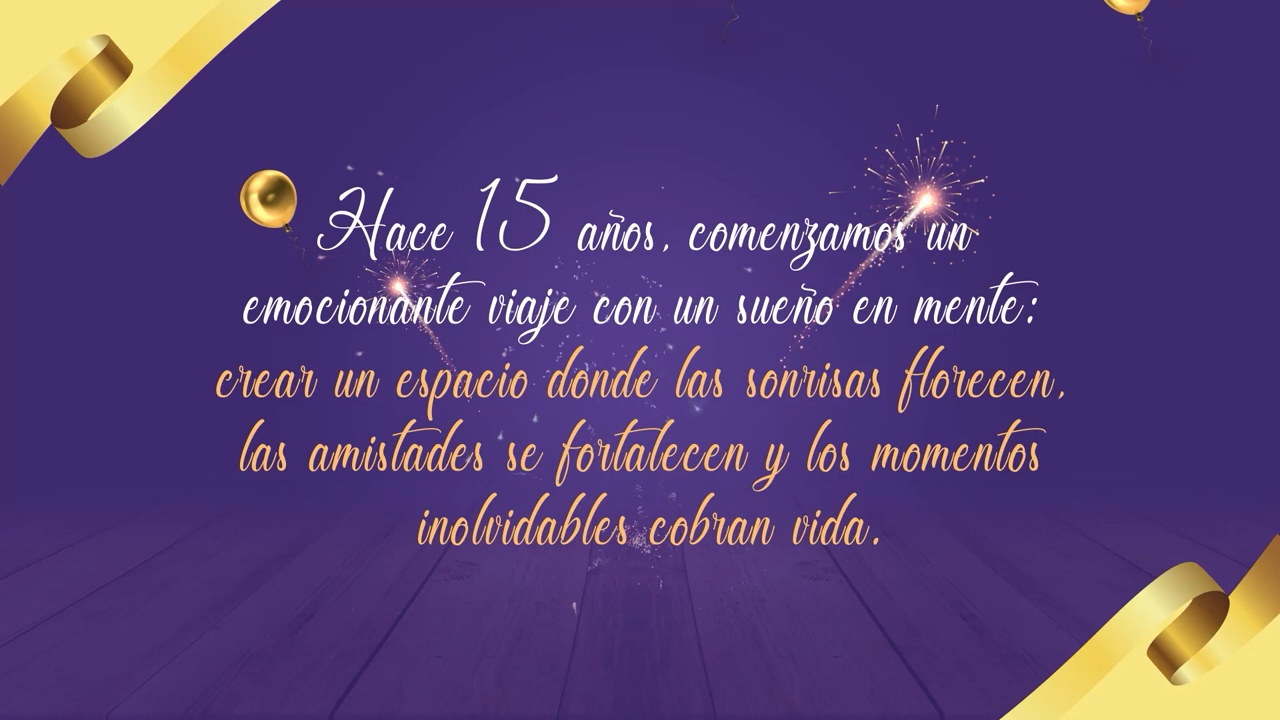 Hace 15 años, comenzamos un
emocionante viaje con un sueño en mente:
crear un espacio donde las sonrisas florecen,
las amistades se fortalecen y los momentos
inolvidables cobran vida.